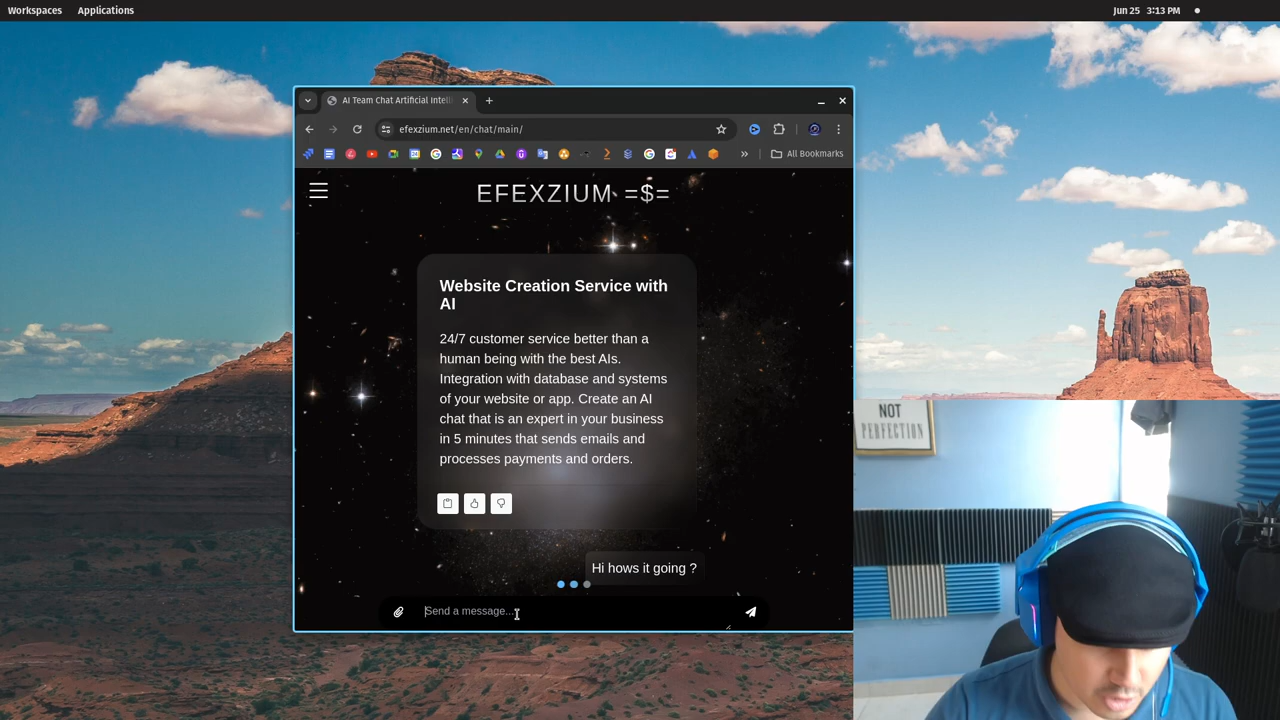 Workspaces Applications Jun 25 3:13 PM
AI Team Chat Artificial Intelli
efexzium.net/en/chat/main/
All Bookmarks
EFEXZIUM =$=
Website Creation Service with
AI
24/7 customer service better than a
human being with the best AIs.
Integration with database and systems
of your website or app. Create an AI
chat that is an expert in your business
in 5 minutes that sends emails and
processes payments and orders.
Hi hows it going ?
Send a message...
NOT
PERFECTION